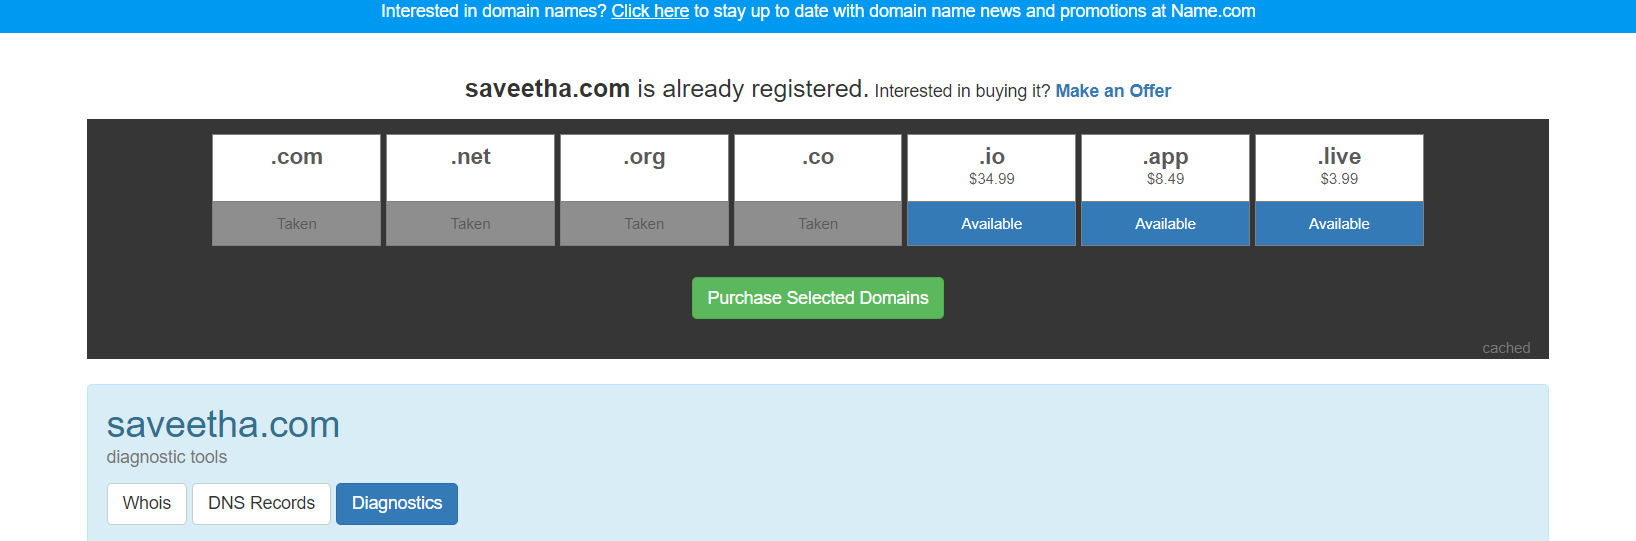 Interested in domain names? Click here to stay up to date with domain name news and promotions at Name.com
saveetha.com is already registered. Interested in buying it? Make an Offer
.com .net .org .co .io .app .live
$34.99 $8.49 $3.99
Taken Taken Taken Taken Available Available Available
Purchase Selected Domains
cached
saveetha.com
diagnostic tools
Whois DNS Records Diagnostics